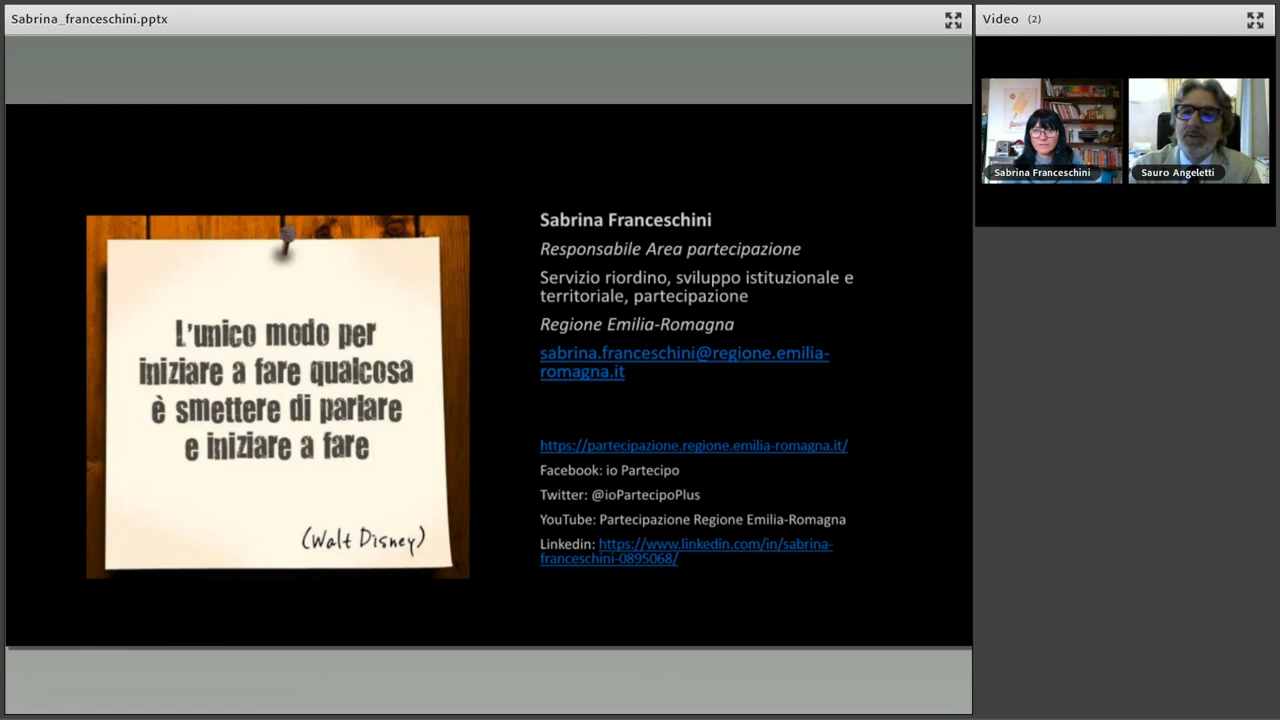 Sabrina_franceschini.pptx
Video (2)
Sabrina Franceschini
Sauro Angeletti
L'unico modo per
iniziare a fare qualcosa
è smettere di parlare
e iniziare a fare
(Walt Disney)
Sabrina Franceschini
Responsabile Area partecipazione
Servizio riordino, sviluppo istituzionale e
territoriale, partecipazione
Regione Emilia-Romagna
sabrina.franceschini@regione.emilia-
romagna.it
https://partecipazione.regione.emilia-romagna.it/
Facebook: io Partecipo
Twitter: @ioPartecipoPlus
YouTube: Partecipazione Regione Emilia-Romagna
Linkedin: https://www.linkedin.com/in/sabrina-
franceschini-0895068/